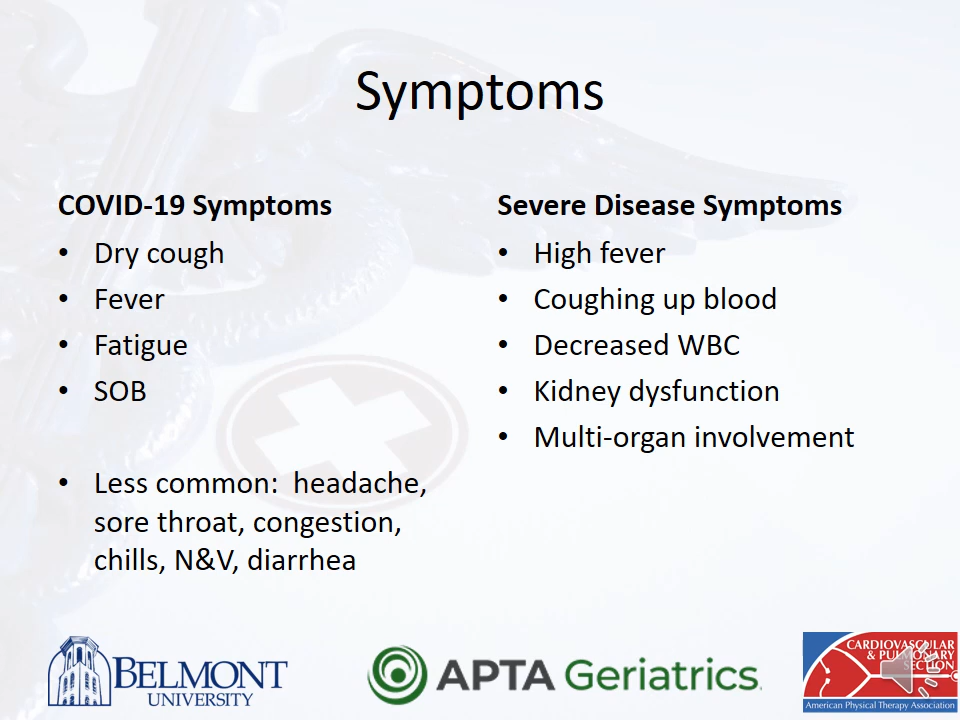 Symptoms
COVID-19 Symptoms
• Dry cough
• Fever
• Fatigue
• SOB
• Less common:  headache,
sore throat, congestion,
chills, N&V, diarrhea
Severe Disease Symptoms
• High fever
• Coughing up blood
• Decreased WBC
• Kidney dysfunction
• Multi-organ involvement
BELMONT
UNIVERSITY
APTA Geriatrics
CARDIOVASCULAR
& PULMONARY
SECTION
American Physical Therapy Association